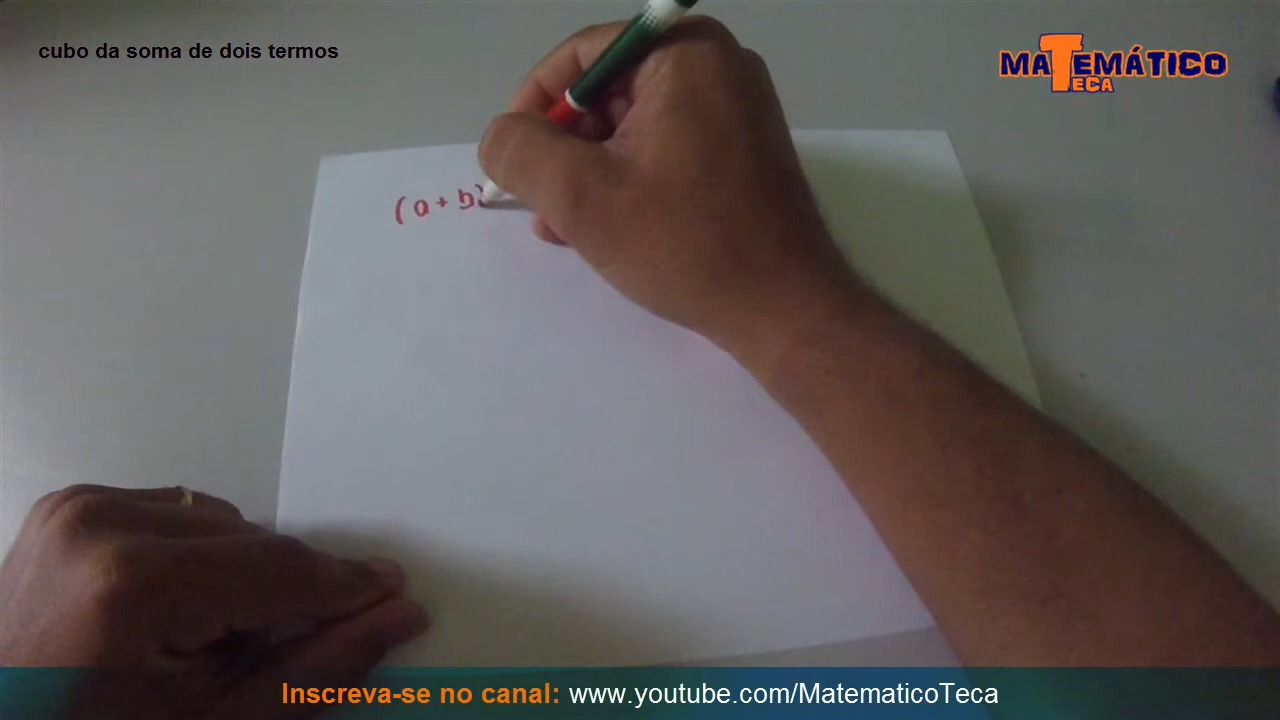 cubo da soma de dois termos
MATEMÁTICO
TECA
(a + b)
Inscreva-se no canal: www.youtube.com/MatematicoTeca